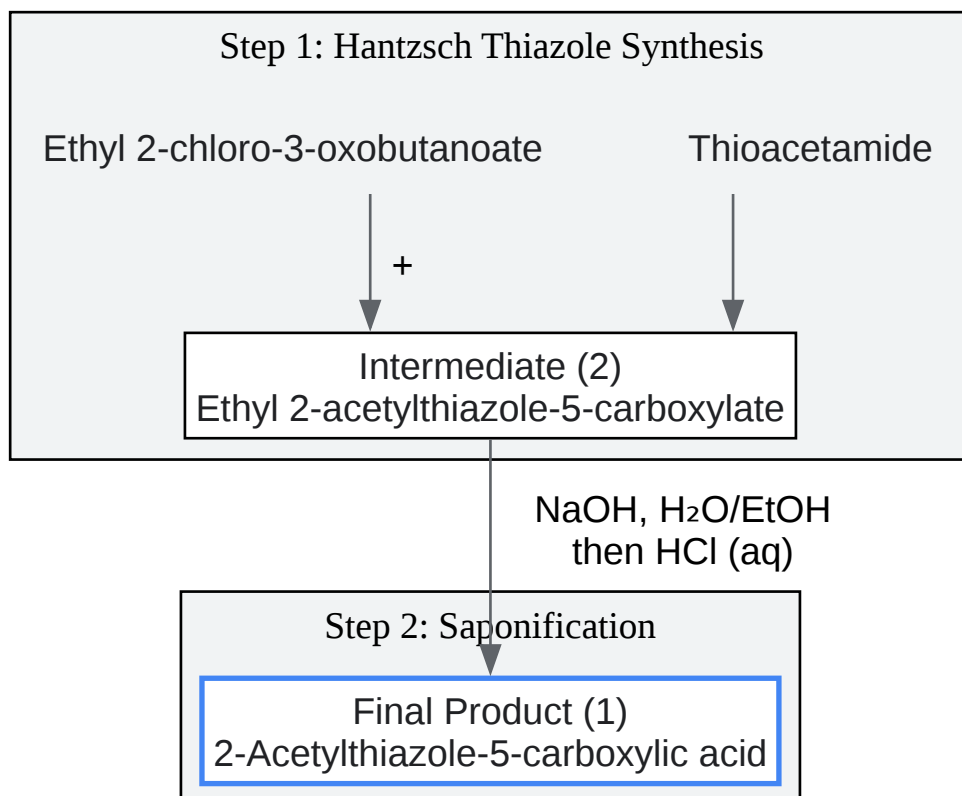 Step 1: Hantzsch Thiazole Synthesis
Ethyl 2-chloro-3-oxobutanoate
Thioacetamide
+
Intermediate (2)
Ethyl 2-acetylthiazole-5-carboxylate
NaOH, H₂O/EtOH
then HCl (aq)
Step 2: Saponification
Final Product (1)
2-Acetylthiazole-5-carboxylic acid